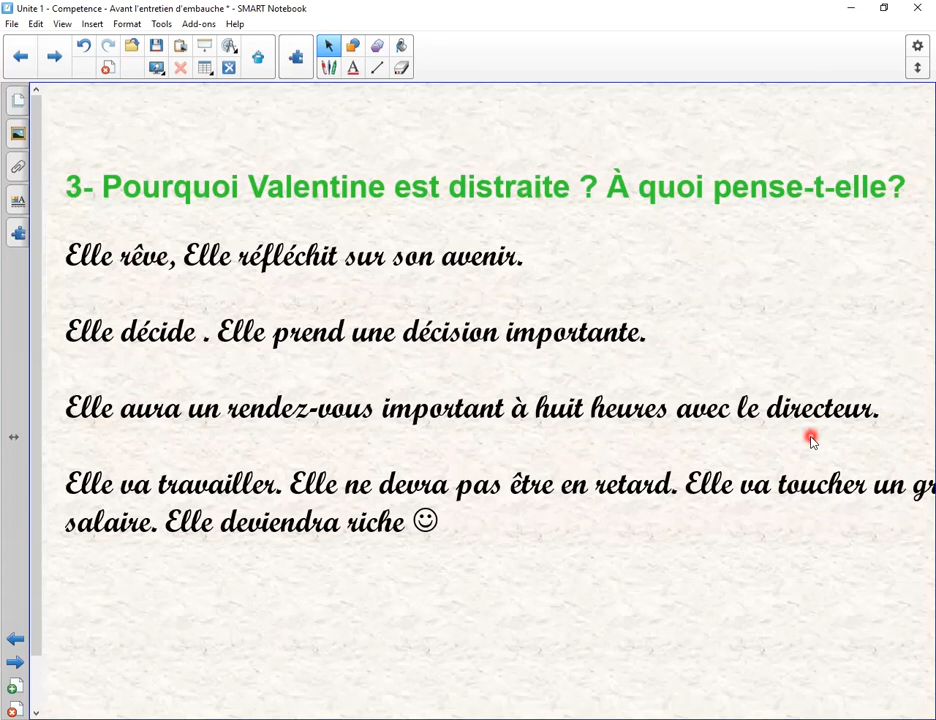 Unite 1 - Competence - Avant l'entretien d'embauche * - SMART Notebook
File Edit View Insert Format Tools Add-ons Help
3- Pourquoi Valentine est distraite ? À quoi pense-t-elle?
Elle rêve, Elle réfléchit sur son avenir.
Elle décide . Elle prend une décision importante.
Elle aura un rendez-vous important à huit heures avec le directeur.
Elle va travailler. Elle ne devra pas être en retard. Elle va toucher un gr
salaire. Elle deviendra riche ☺